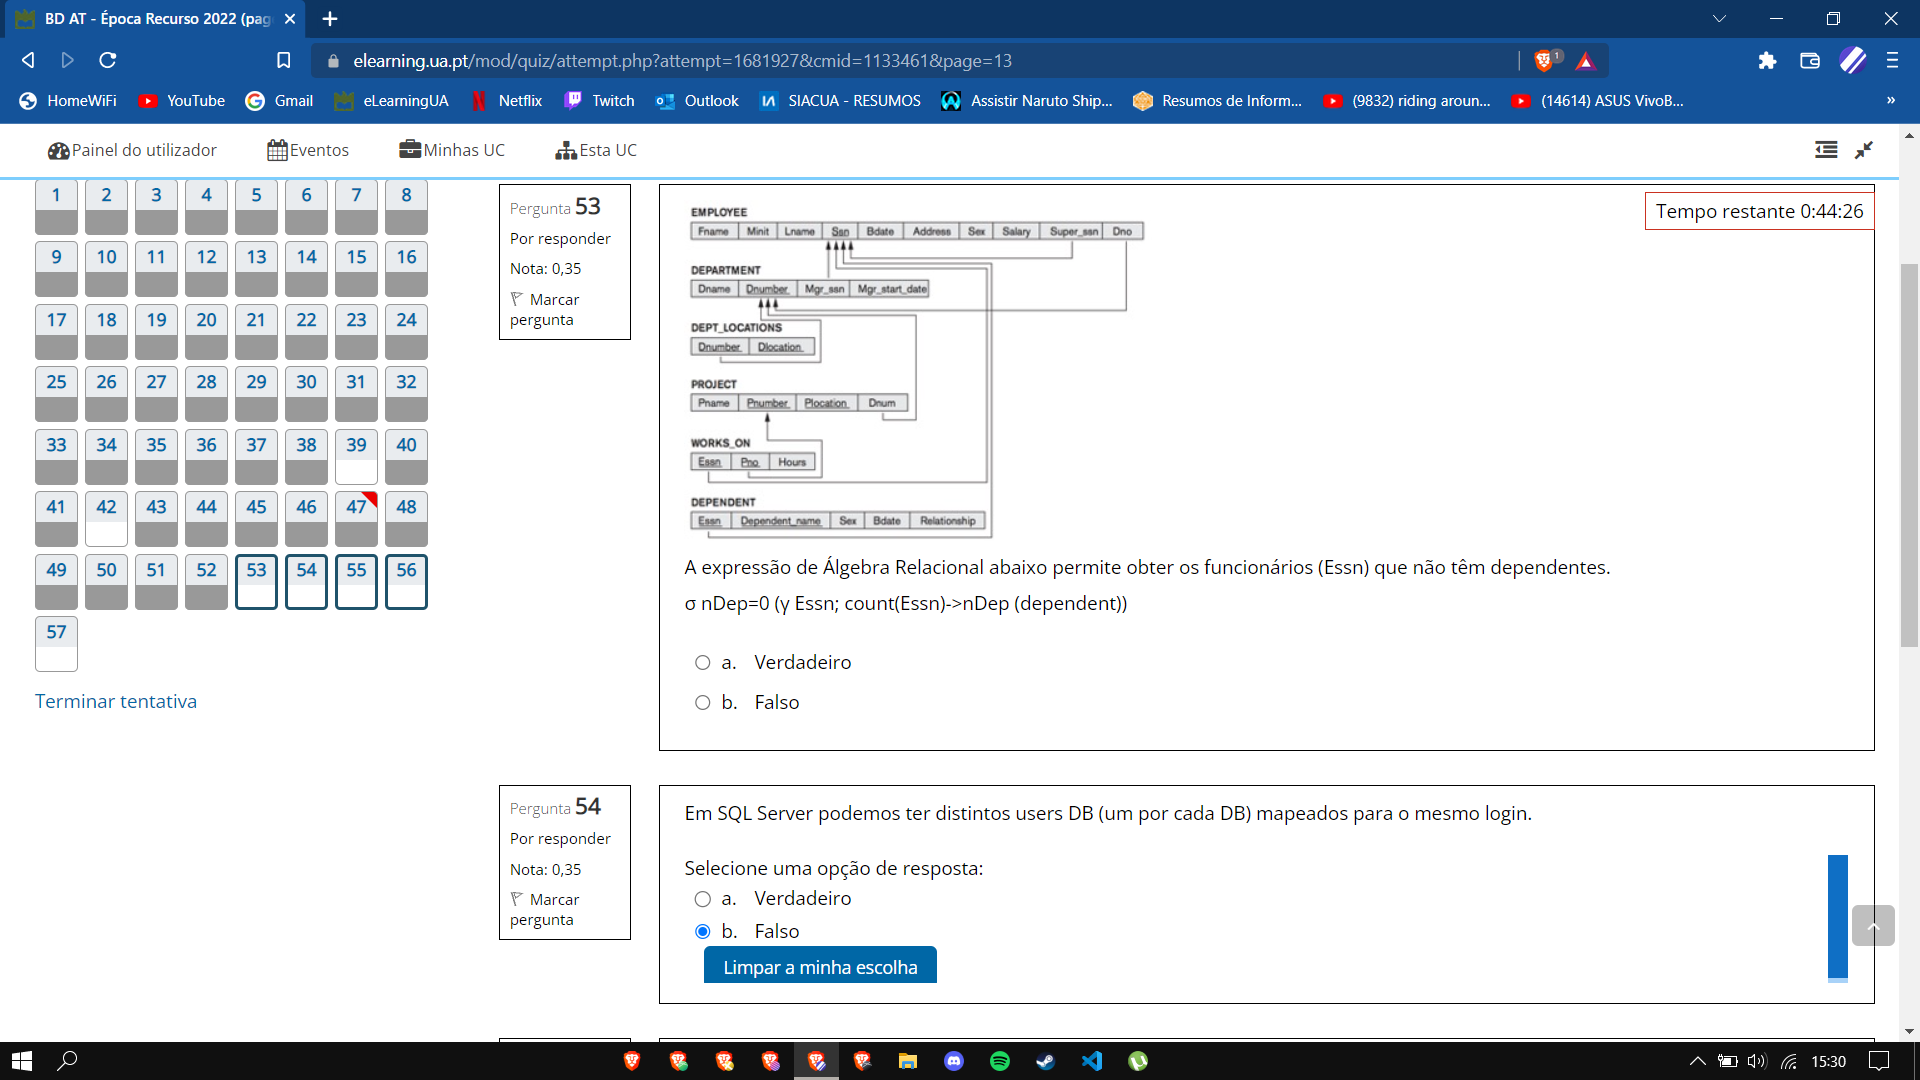 BD AT - Época Recurso 2022 (pag
elearning.ua.pt/mod/quiz/attempt.php?attempt=1681927&cmid=1133461&page=13
1
HomeWiFi
YouTube
Gmail
eLearningUA
Netflix
Twitch
Outlook
SIACUA - RESUMOS
Assistir Naruto Ship...
Resumos de Inform...
(9832) riding aroun...
(14614) ASUS VivoB...
»
Painel do utilizador
Eventos
Minhas UC
Esta UC
1 2 3 4 5 6 7 8
9 10 11 12 13 14 15 16
17 18 19 20 21 22 23 24
25 26 27 28 29 30 31 32
33 34 35 36 37 38 39 40
41 42 43 44 45 46 47 48
49 50 51 52 53 54 55 56
57
Terminar tentativa
Pergunta 53
Por responder
Nota: 0,35
Marcar
pergunta
Tempo restante 0:44:26
EMPLOYEE
Fname Minit Lname Ssn Bdate Address Sex Salary Super_ssn Dno
DEPARTMENT
Dname Dnumber Mgr_ssn Mgr_start_date
DEPT_LOCATIONS
Dnumber Dlocation
PROJECT
Pname Pnumber Plocation Dnum
WORKS_ON
Essn Pno Hours
DEPENDENT
Essn Dependent_name Sex Bdate Relationship
A expressão de Álgebra Relacional abaixo permite obter os funcionários (Essn) que não têm dependentes.
σ nDep=0 (γ Essn; count(Essn)->nDep (dependent))
a. Verdadeiro
b. Falso
Pergunta 54
Por responder
Nota: 0,35
Marcar
pergunta
Em SQL Server podemos ter distintos users DB (um por cada DB) mapeados para o mesmo login.
Selecione uma opção de resposta:
a. Verdadeiro
b. Falso
Limpar a minha escolha
15:30